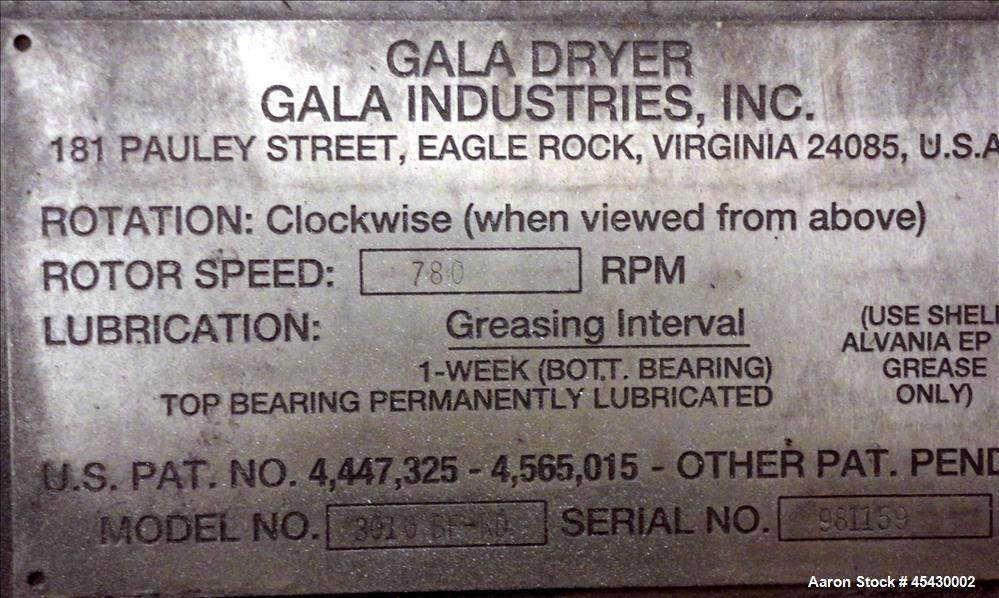 GALA DRYER
GALA INDUSTRIES, INC.
181 PAULEY STREET, EAGLE ROCK, VIRGINIA 24085, U.S.A
ROTATION: Clockwise (when viewed from above)
ROTOR SPEED: 780 RPM
LUBRICATION: Greasing Interval
1-WEEK (BOTT. BEARING)
TOP BEARING PERMANENTLY LUBRICATED
(USE SHELL
ALVANIA EP
GREASE
ONLY)
U.S. PAT. NO. 4,447,325 - 4,565,015 - OTHER PAT. PEND
MODEL NO. 3010 SERIAL NO. 961159
Aaron Stock # 45430002